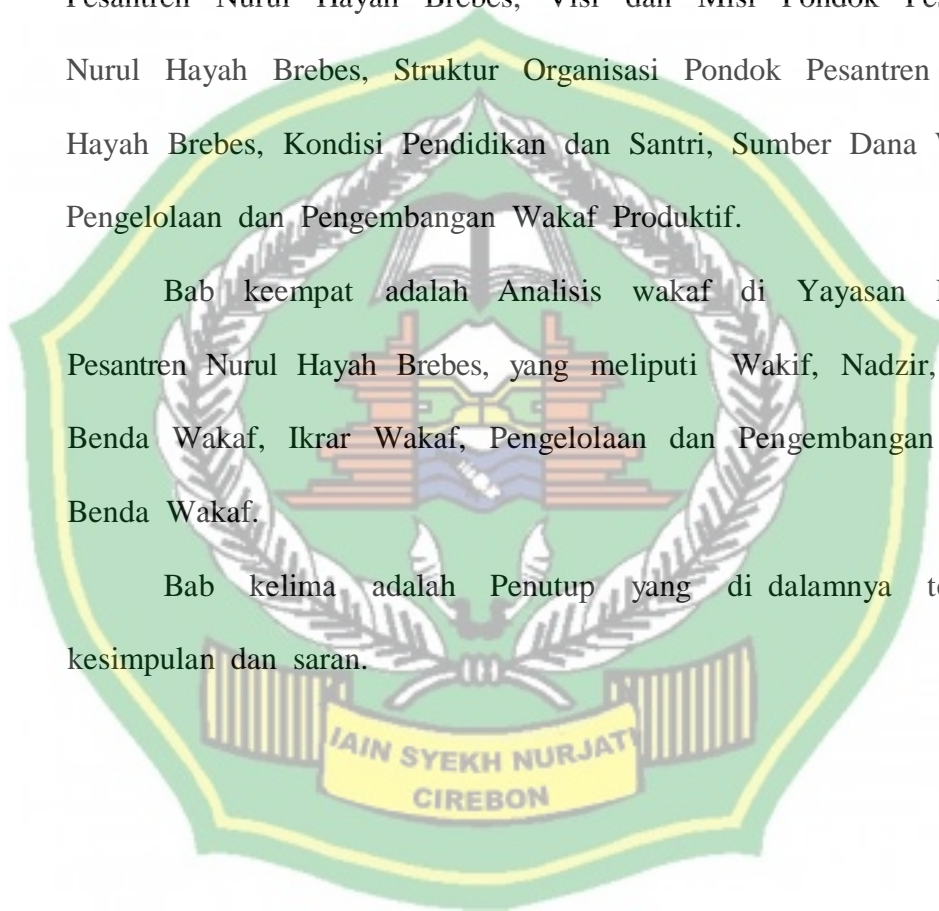 Pesantren Nurul Hayah Brebes, Visi dan Misi Pondok
Nurul Hayah Brebes, Struktur Organisasi Pondok Pesantren
Hayah Brebes, Kondisi Pendidikan dan Santri, Sumber Dana
Pengelolaan dan Pengembangan Wakaf Produktif.
Bab keempat adalah Analisis wakaf di Yayasan
Pesantren Nurul Hayah Brebes, yang meliputi Wakif, Nadzir,
Benda Wakaf, Ikrar Wakaf, Pengelolaan dan Pengembangan
Benda Wakaf.
Bab kelima adalah Penutup yang di dalamnya
kesimpulan dan saran.
IAIN SYEKH NURJATI
CIREBON